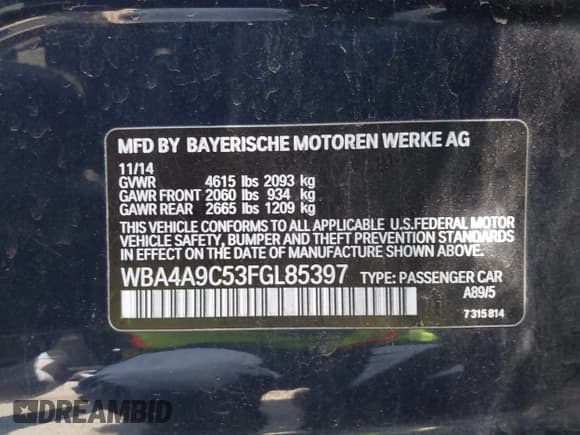 MFD BY BAYERISCHE MOTOREN WERKE AG
11/14
GVWR 4615 lbs 2093 kg
GAWR FRONT 2060 lbs 934 kg
GAWR REAR 2665 lbs 1209 kg
THIS VEHICLE CONFORMS TO ALL APPLICABLE U.S.FEDERAL MOTOR
VEHICLE SAFETY, BUMPER AND THEFT PREVENTION STANDARDS
IN EFFECT ON THE DATE OF MANUFACTURE SHOWN ABOVE.
WBA4A9C53FGL85397 TYPE: PASSENGER CAR
A89/5
7315814
DREAMBID